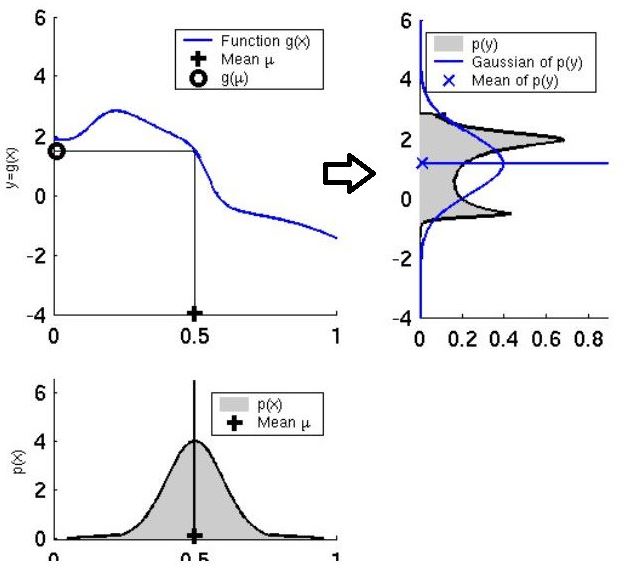 6
4
2
0
-2
-4
y=g(x)
0
0.5
1
Function g(x)
Mean μ
g(μ)
6
4
2
0
-2
-4
0
0.2
0.4
0.6
0.8
p(y)
Gaussian of p(y)
Mean of p(y)
6
4
2
0
p(x)
0
0.5
1
p(x)
Mean μ